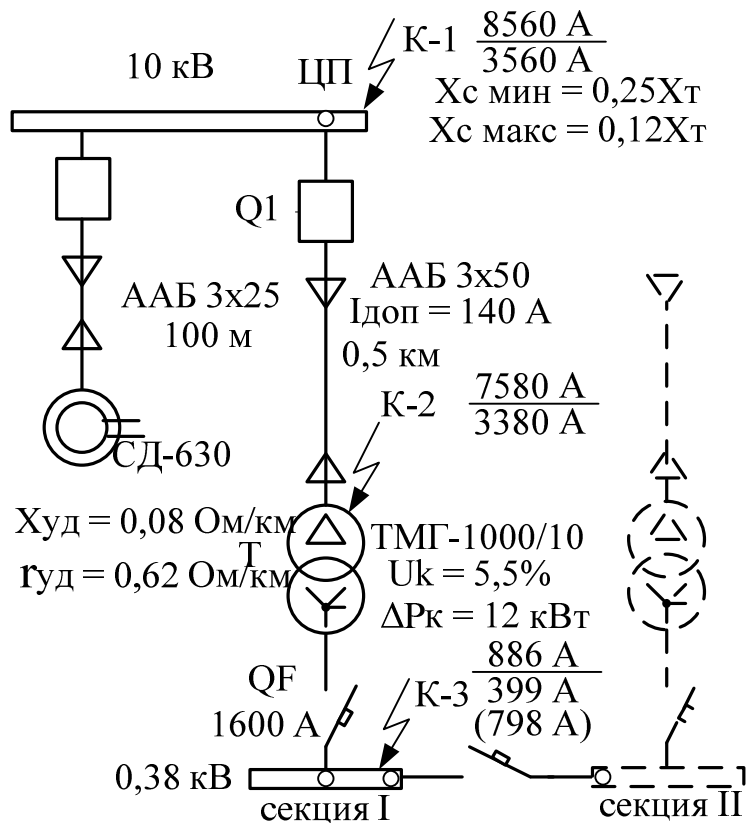 10 кВ
ЦП
К-1
8560 А
3560 А
Xс мин = 0,25Xт
Xс макс = 0,12Xт
Q1
ААБ 3х25
100 м
ААБ 3х50
Iдоп = 140 А
0,5 км
К-2
7580 А
3380 А
СД-630
Xуд = 0,08 Ом/км
Т
rуд = 0,62 Ом/км
ТМГ-1000/10
Uk = 5,5%
ΔРк = 12 кВт
QF
1600 А
К-3
886 А
399 А
(798 А)
0,38 кВ
секция I
секция II